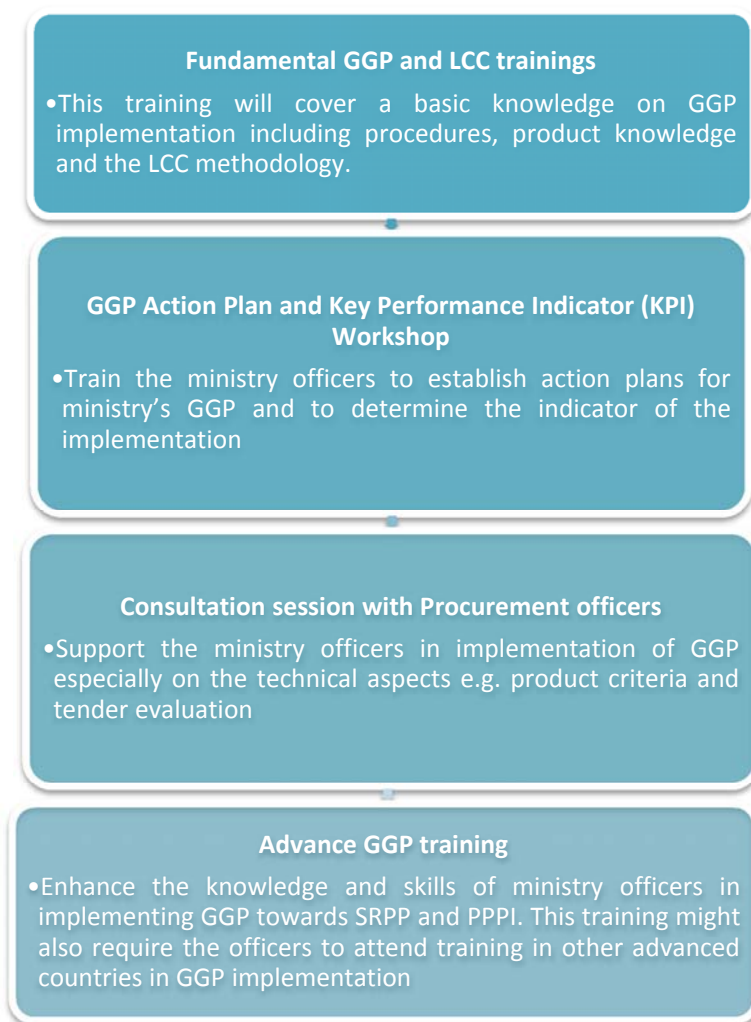 Fundamental GGP and LCC trainings
•This training will cover a basic knowledge on GGP
implementation including procedures, product knowledge
and the LCC methodology.
GGP Action Plan and Key Performance Indicator (KPI)
Workshop
•Train the ministry officers to establish action plans for
ministry’s GGP and to determine the indicator of the
implementation
Consultation session with Procurement officers
•Support the ministry officers in implementation of GGP
especially on the technical aspects e.g. product criteria and
tender evaluation
Advance GGP training
•Enhance the knowledge and skills of ministry officers in
implementing GGP towards SRPP and PPPI. This training might
also require the officers to attend training in other advanced
countries in GGP implementation